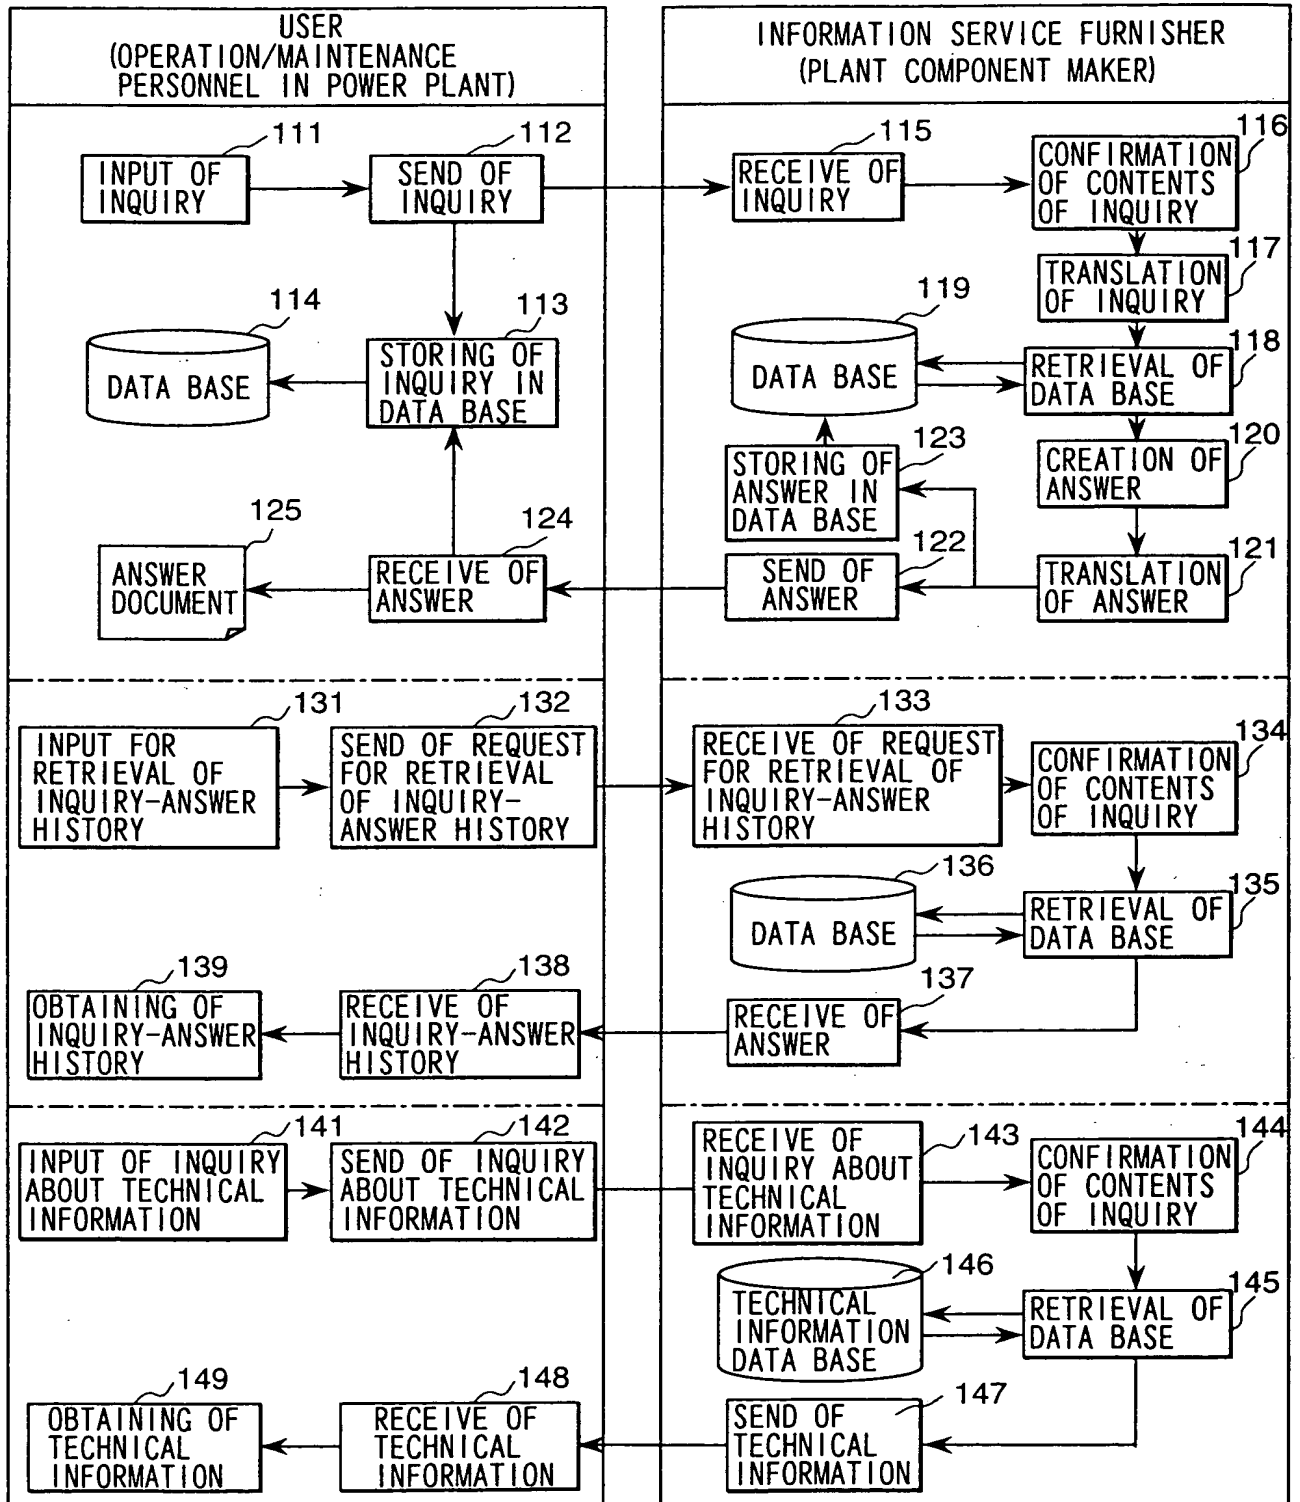 USER
(OPERATION/MAINTENANCE
PERSONNEL IN POWER PLANT)
INFORMATION SERVICE FURNISHER
(PLANT COMPONENT MAKER)
111
INPUT OF
INQUIRY
112
SEND OF
INQUIRY
115
RECEIVE OF
INQUIRY
116
CONFIRMATION
OF CONTENTS
OF INQUIRY
117
TRANSLATION
OF INQUIRY
114
DATA BASE
113
STORING OF
INQUIRY IN
DATA BASE
119
DATA BASE
118
RETRIEVAL OF
DATA BASE
123
STORING OF
ANSWER IN
DATA BASE
120
CREATION OF
ANSWER
125
ANSWER
DOCUMENT
124
RECEIVE OF
ANSWER
122
SEND OF
ANSWER
121
TRANSLATION
OF ANSWER
131
INPUT FOR
RETRIEVAL OF
INQUIRY-ANSWER
HISTORY
132
SEND OF REQUEST
FOR RETRIEVAL
OF INQUIRY-
ANSWER HISTORY
133
RECEIVE OF REQUEST
FOR RETRIEVAL OF
INQUIRY-ANSWER
HISTORY
134
CONFIRMATION
OF CONTENTS
OF INQUIRY
136
DATA BASE
135
RETRIEVAL OF
DATA BASE
139
OBTAINING OF
INQUIRY-ANSWER
HISTORY
138
RECEIVE OF
INQUIRY-ANSWER
HISTORY
137
RECEIVE OF
ANSWER
141
INPUT OF INQUIRY
ABOUT TECHNICAL
INFORMATION
142
SEND OF INQUIRY
ABOUT TECHNICAL
INFORMATION
143
RECEIVE OF
INQUIRY ABOUT
TECHNICAL
INFORMATION
144
CONFIRMATION
OF CONTENTS
OF INQUIRY
146
TECHNICAL
INFORMATION
DATA BASE
145
RETRIEVAL OF
DATA BASE
149
OBTAINING OF
TECHNICAL
INFORMATION
148
RECEIVE OF
TECHNICAL
INFORMATION
147
SEND OF
TECHNICAL
INFORMATION